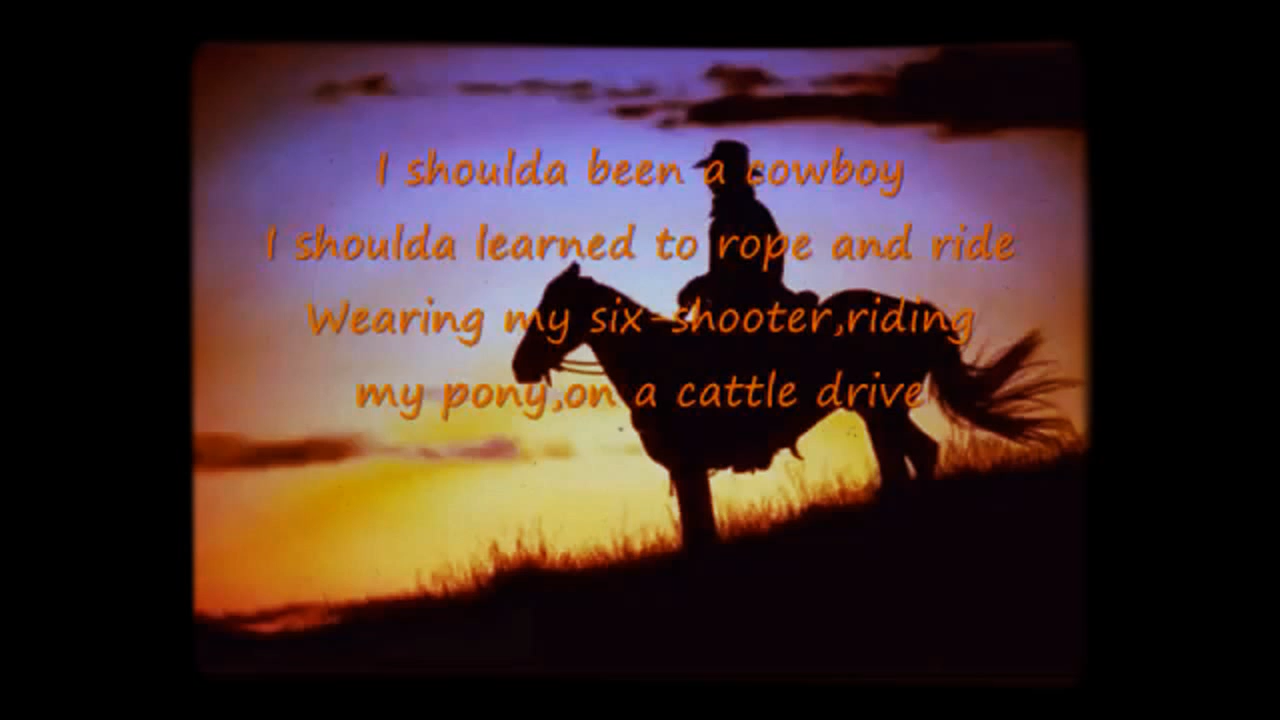 I shoulda been a cowboy
I shoulda learned to rope and ride
Wearing my six-shooter,riding
my pony,on a cattle drive